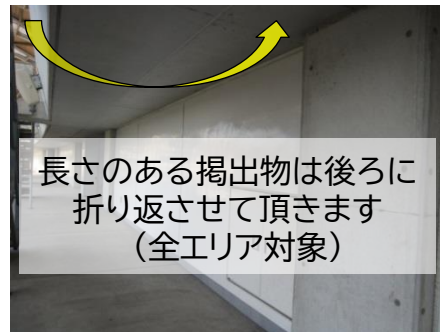 長さのある掲出物は後ろに
折り返させて頂きます
（全エリア対象）